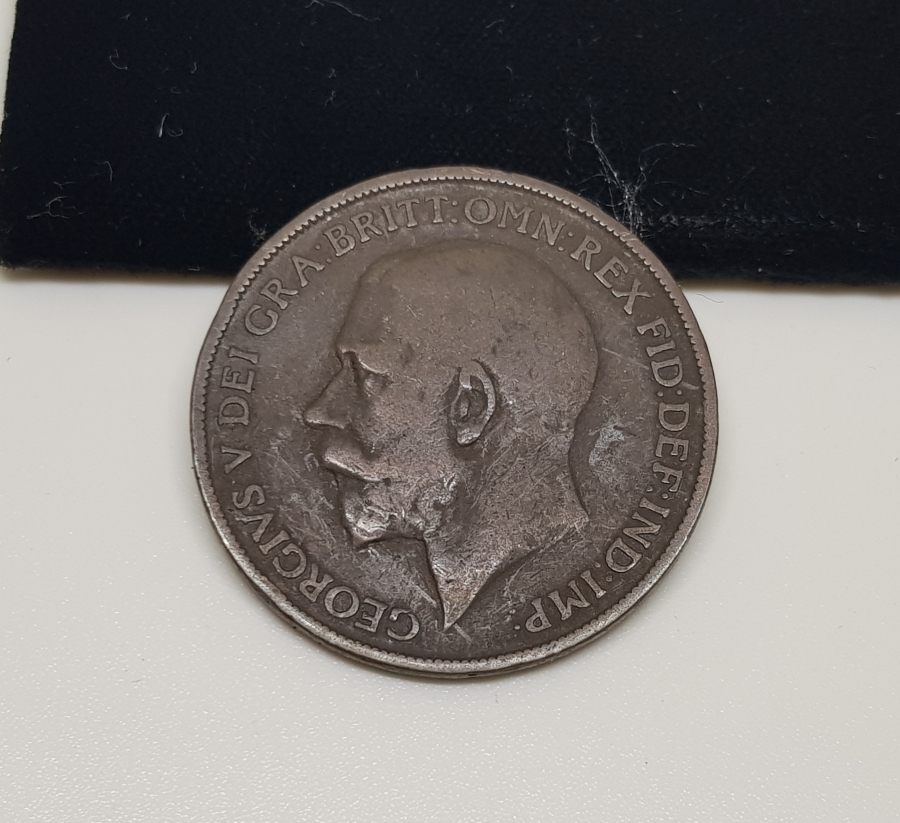 GEORGIVS V DEI GRA: BRITT: OMN: REX FID: DEF: IND: IMP: